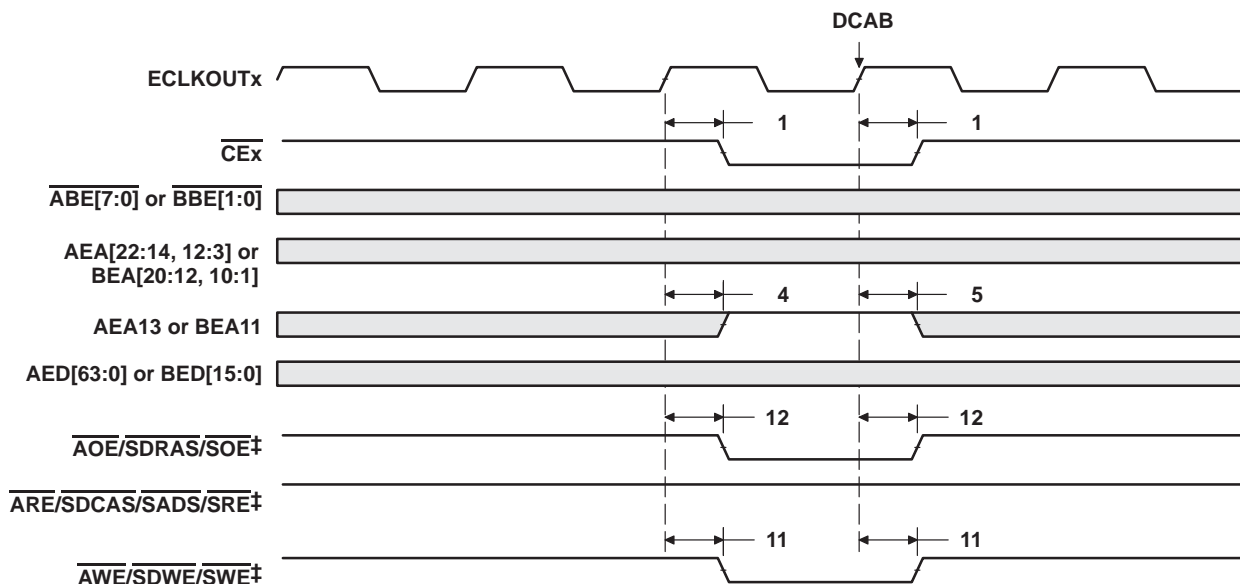 DCAB
ECLKOUTx
1 1
CEx
ABE[7:0] or BBE[1:0]
AEA[22:14, 12:3] or
BEA[20:12, 10:1]
4 5
AEA13 or BEA11
AED[63:0] or BED[15:0]
12 12
AOE/SDRAS/SOE‡
ARE/SDCAS/SADS/SRE‡
11 11
AWE/SDWE/SWE‡